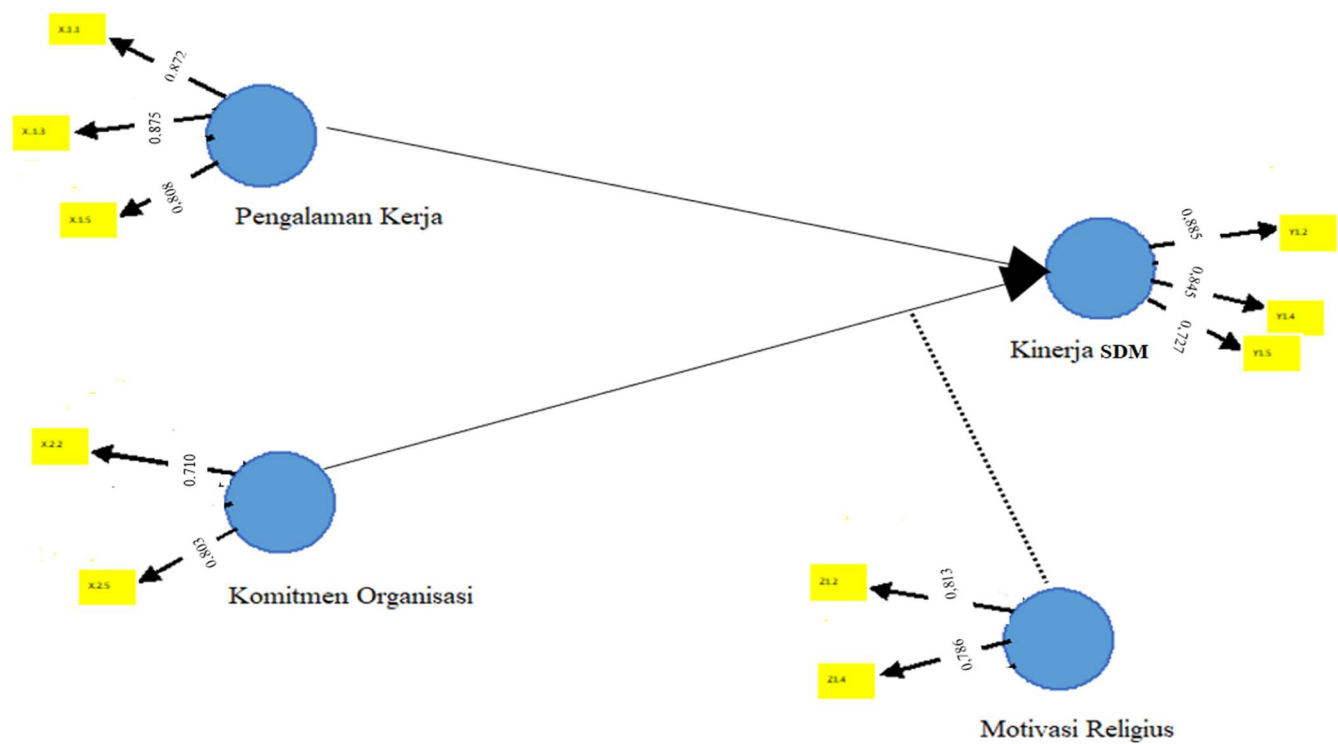 X.1.1
0.872
X.1.3
0.875
X.1.5
0.808
Pengalaman Kerja
0.885
Y1.2
0.845
Y1.4
0.727
Y1.5
Kinerja SDM
X.2.2
0.710
X.2.5
0.803
Komitmen Organisasi
Z1.2
0.813
Z1.4
0.786
Motivasi Religius